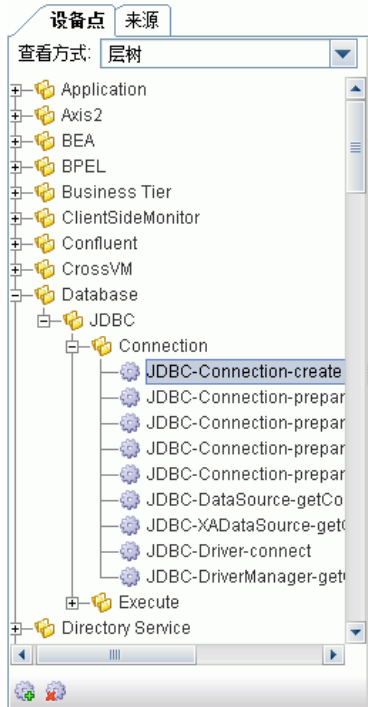 设备点 来源
查看方式: 层树
Application
Axis2
BEA
BPEL
Business Tier
ClientSideMonitor
Confluent
CrossVM
Database
JDBC
Connection
JDBC-Connection-create
JDBC-Connection-prepar
JDBC-Connection-prepar
JDBC-Connection-prepar
JDBC-Connection-prepar
JDBC-DataSource-getCo
JDBC-XADataSource-get
JDBC-Driver-connect
JDBC-DriverManager-get
Execute
Directory Service